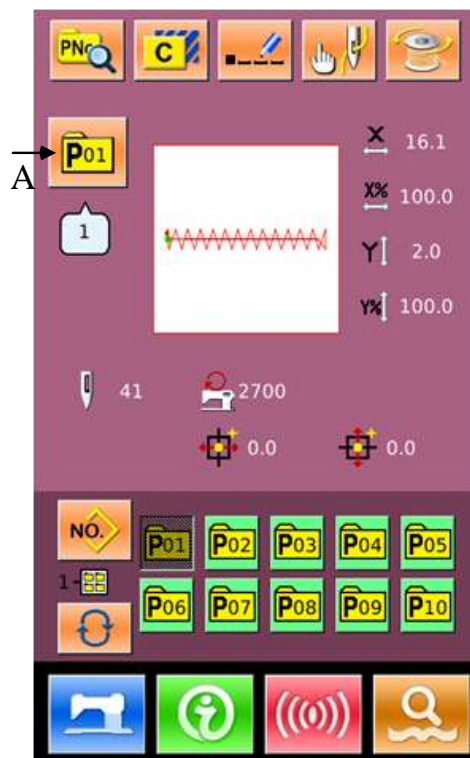 PNo
C
A
P01
1
X 16.1
X% 100.0
Y 2.0
Y% 100.0
41
2700
0.0
0.0
NO.
P01 P02 P03 P04 P05
1-
P06 P07 P08 P09 P10